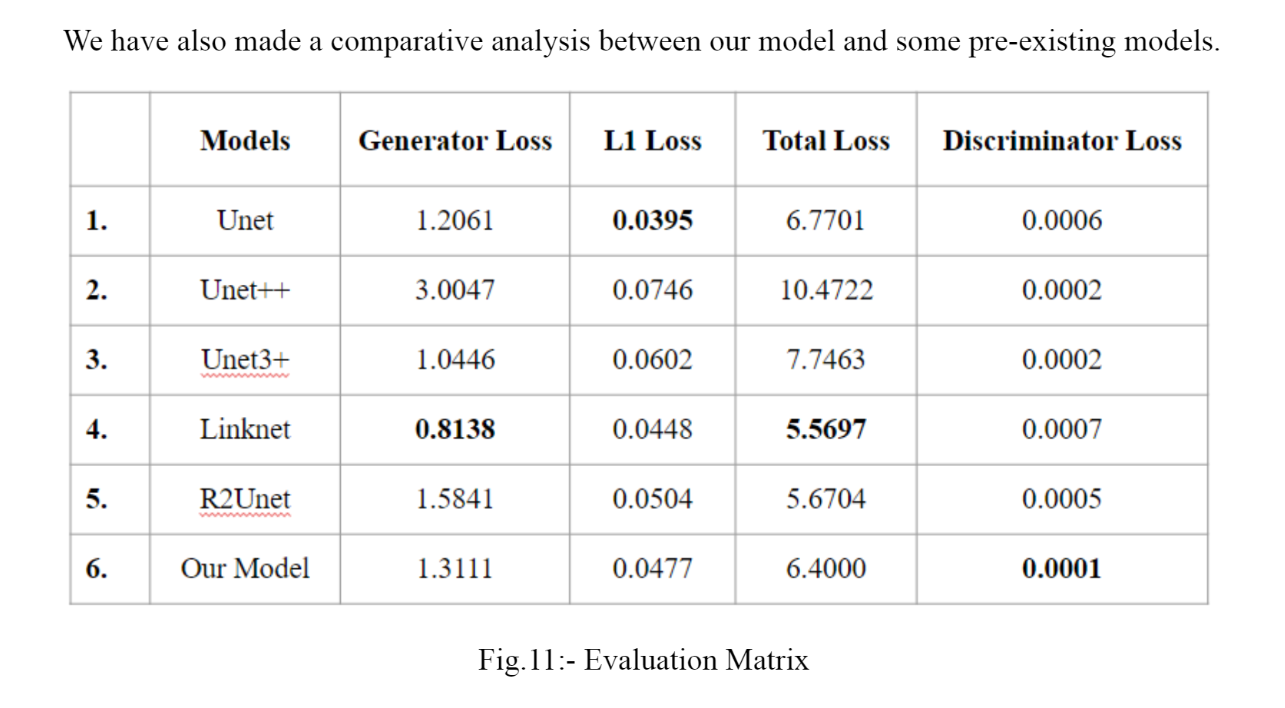 We have also made a comparative analysis between our model and some pre-existing models.
Models Generator Loss L1 Loss Total Loss Discriminator Loss
1. Unet 1.2061 0.0395 6.7701 0.0006
2. Unet++ 3.0047 0.0746 10.4722 0.0002
3. Unet3+ 1.0446 0.0602 7.7463 0.0002
4. Linknet 0.8138 0.0448 5.5697 0.0007
5. R2Unet 1.5841 0.0504 5.6704 0.0005
6. Our Model 1.3111 0.0477 6.4000 0.0001
Fig.11:- Evaluation Matrix